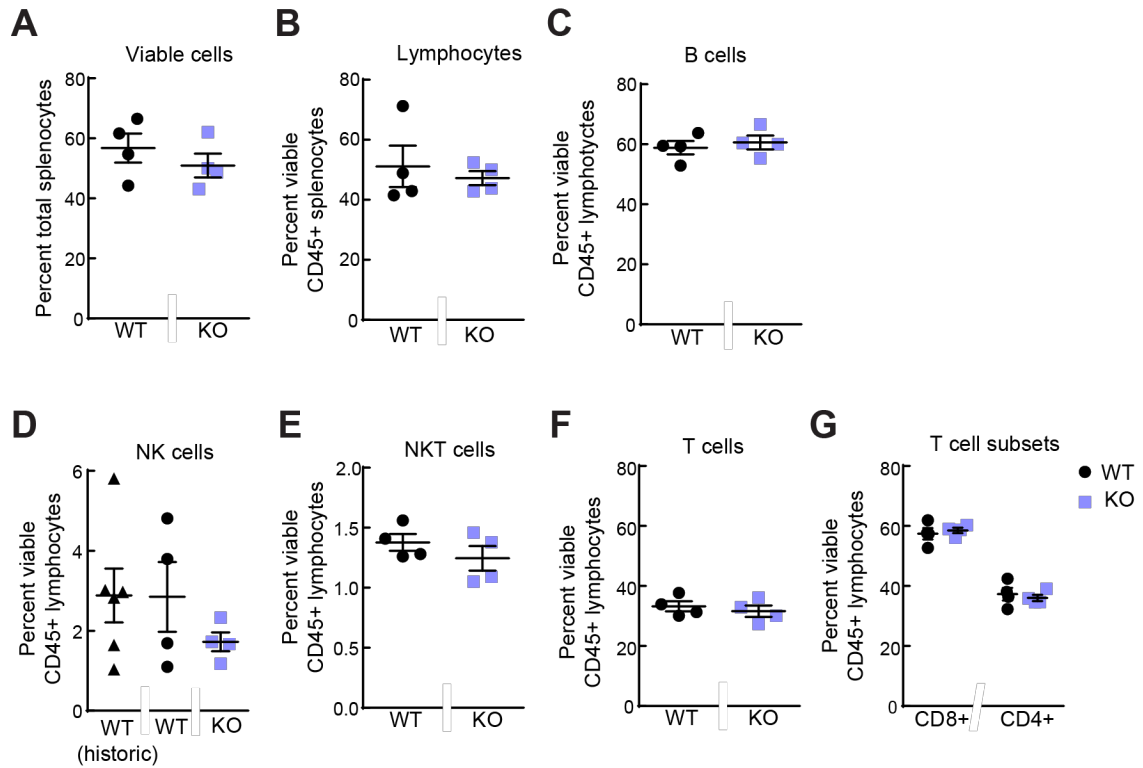 A
Viable cells
Percent total splenocytes
80
60
40
20
0
WT
KO
B
Lymphocytes
Percent viable
CD45+ splenocytes
80
60
40
20
0
WT
KO
C
B cells
Percent viable
CD45+ lymphotyctes
80
60
40
20
0
WT
KO
D
NK cells
Percent viable
CD45+ lymphocytes
6
4
2
0
WT
(historic)
WT
KO
E
NKT cells
Percent viable
CD45+ lymphocytes
2.0
1.5
1.0
0.5
0.0
WT
KO
F
T cells
Percent viable
CD45+ lymphocytes
80
60
40
20
0
WT
KO
G
T cell subsets
Percent viable
CD45+ lymphocytes
80
60
40
20
0
CD8+
CD4+
WT
KO